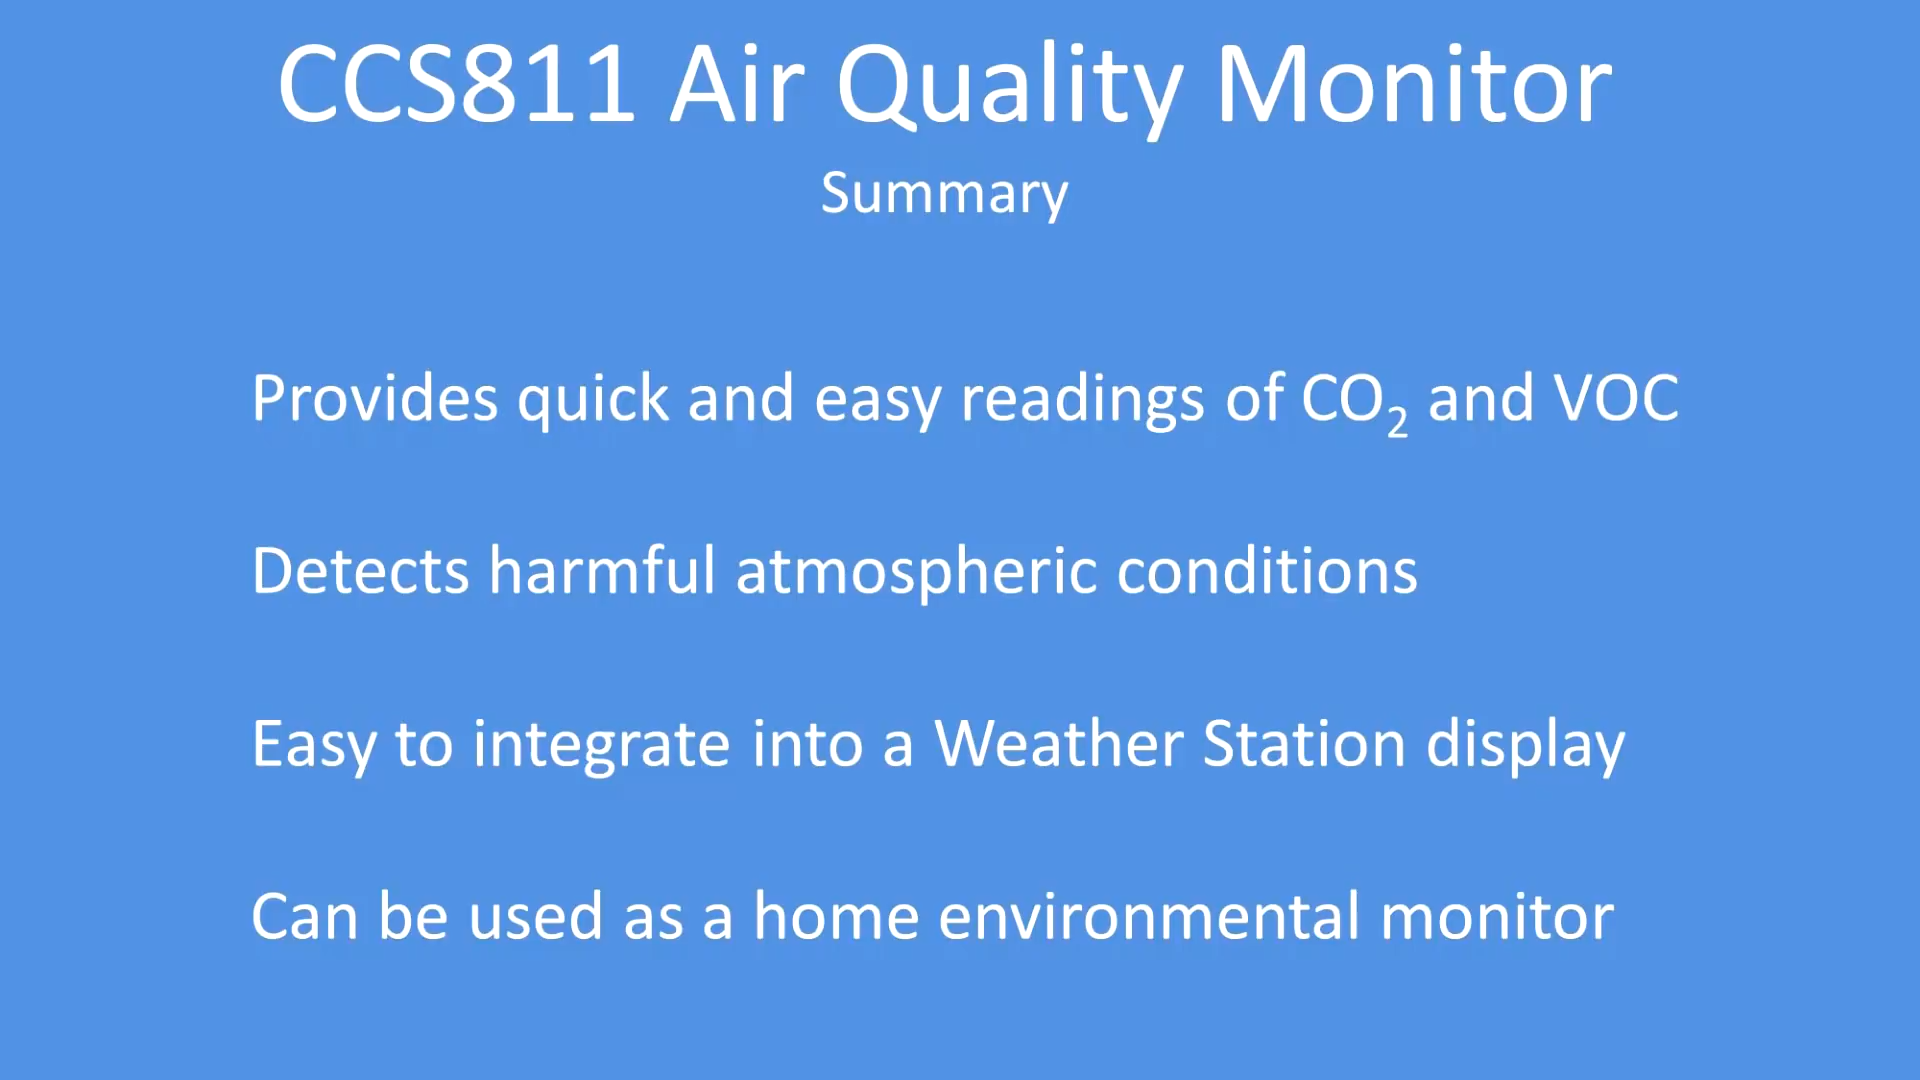 CCS811 Air Quality Monitor
Summary
Provides quick and easy readings of CO₂ and VOC
Detects harmful atmospheric conditions
Easy to integrate into a Weather Station display
Can be used as a home environmental monitor